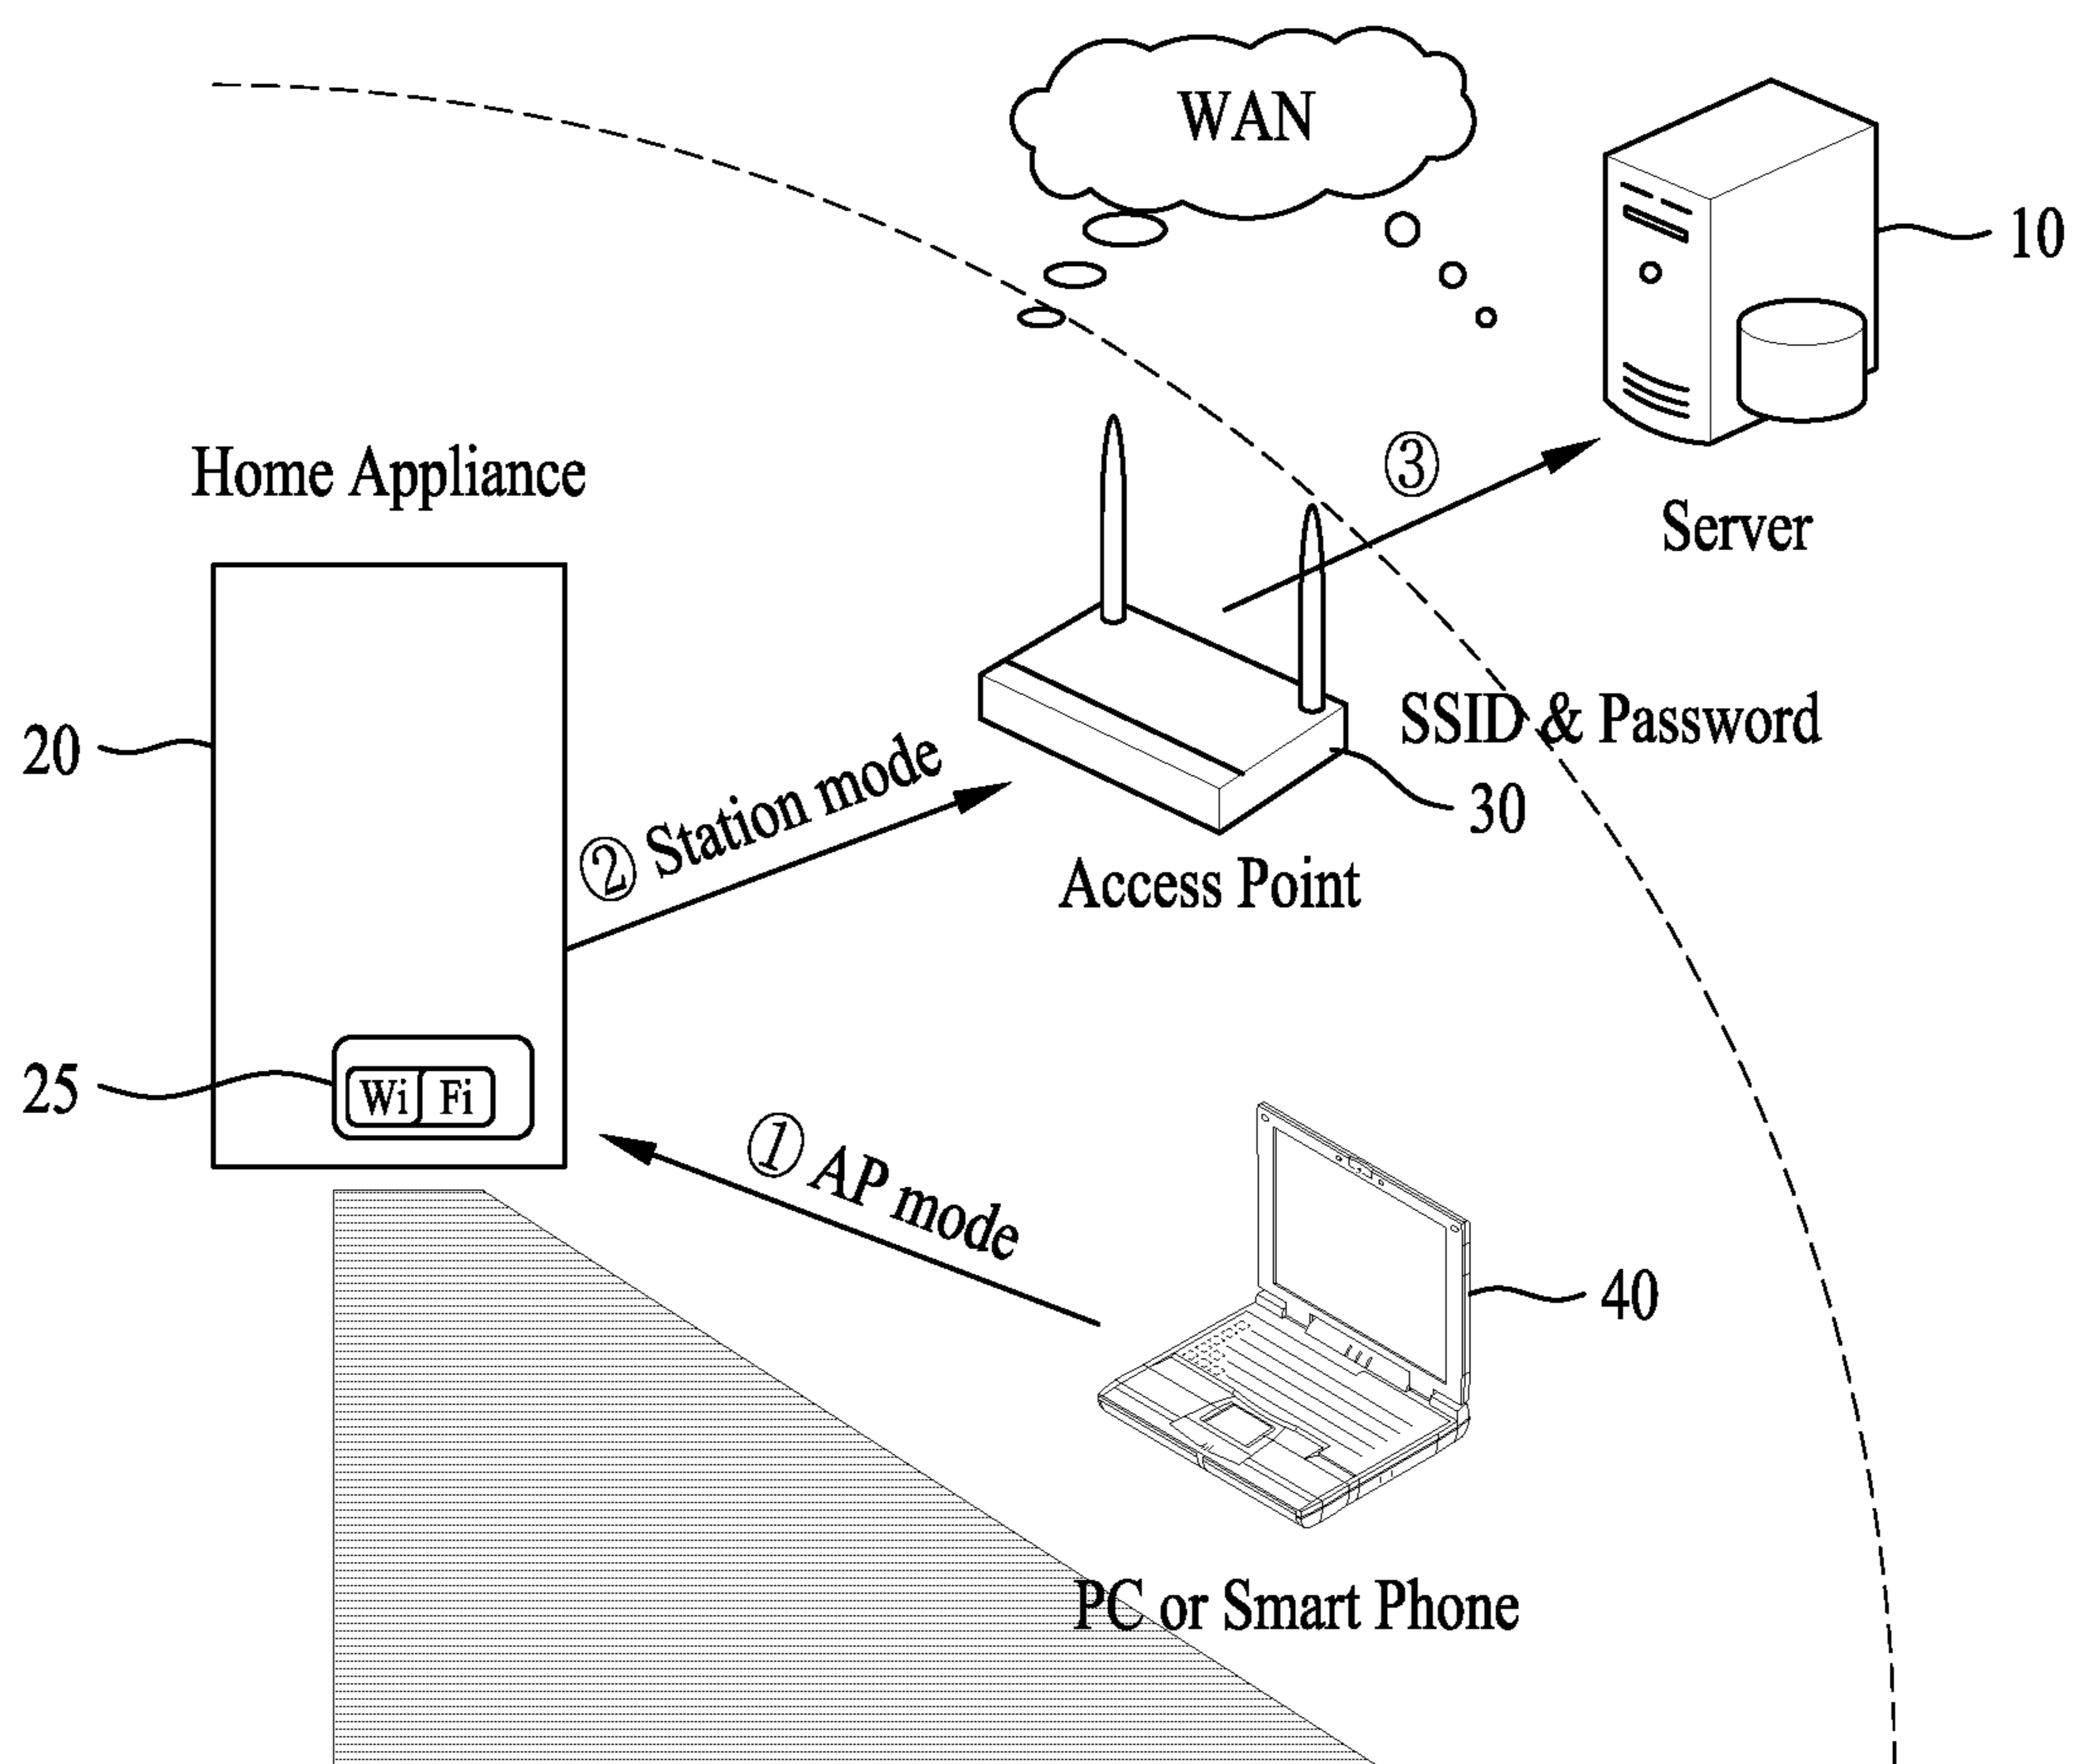 WAN
10
Home Appliance
③
Server
20
SSID & Password
30
② Station mode
Access Point
25
Wi Fi
① AP mode
40
PC or Smart Phone